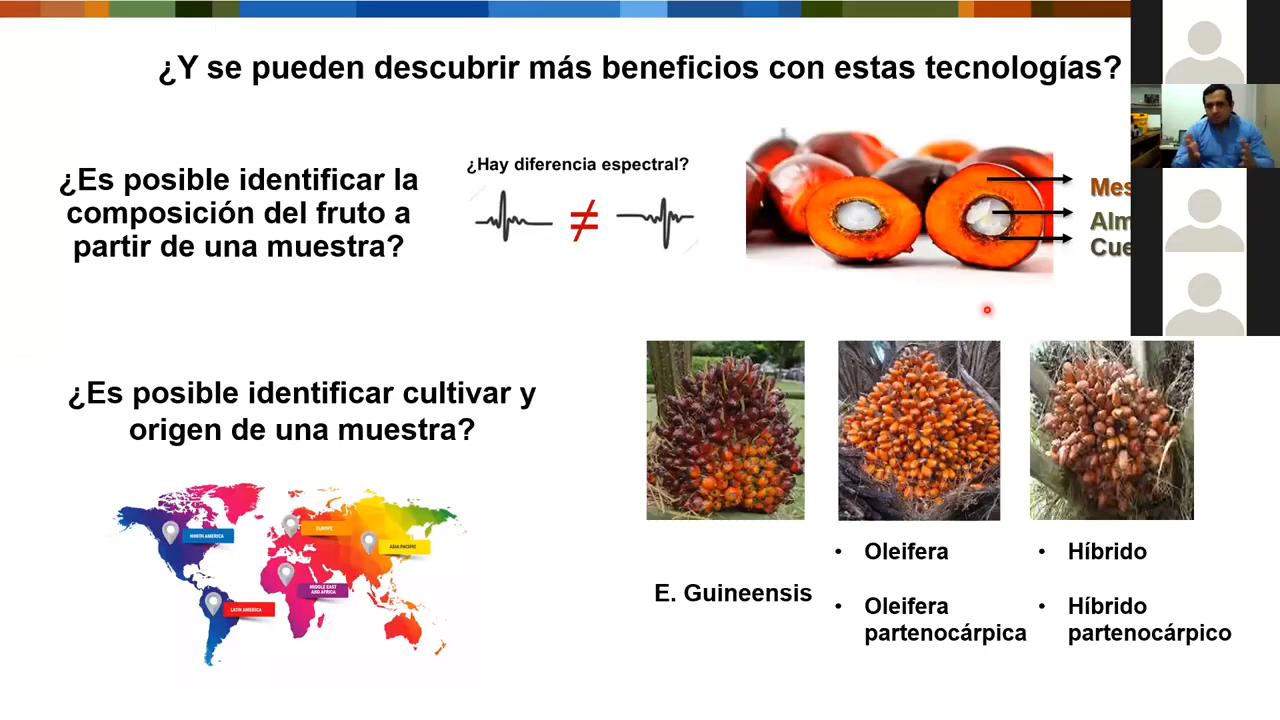 ¿Y se pueden descubrir más beneficios con estas tecnologías?
¿Es posible identificar la
composición del fruto a
partir de una muestra?
¿Hay diferencia espectral?
≠
Mes
Alm
Cue
¿Es posible identificar cultivar y
origen de una muestra?
NORTH AMERICA
EUROPE
ASIA PACIFIC
MIDDLE EAST
AND AFRICA
LATIN AMERICA
E. Guineensis
• Oleifera
• Oleifera
partenocárpica
• Híbrido
• Híbrido
partenocárpico